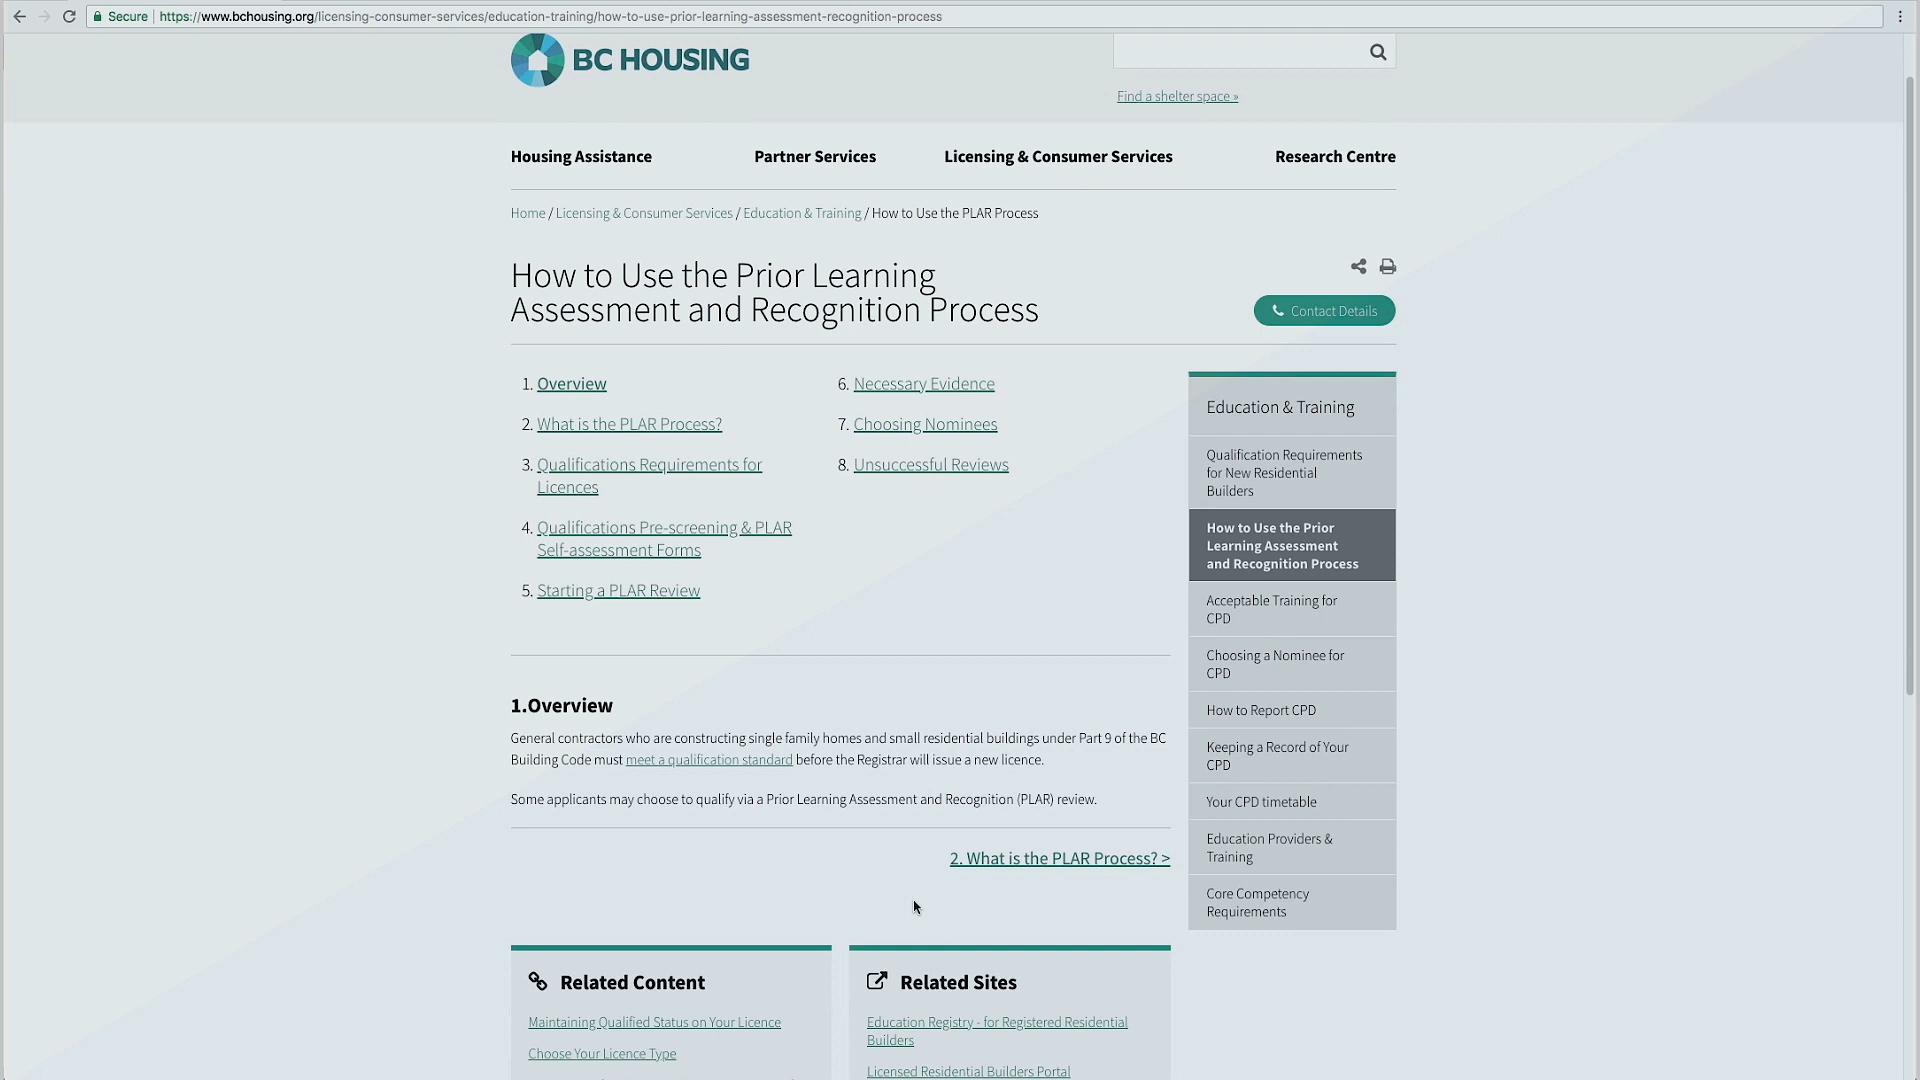 Secure
https://www.bchousing.org/licensing-consumer-services/education-training/how-to-use-prior-learning-assessment-recognition-process
BC HOUSING
Find a shelter space »
Housing Assistance
Partner Services
Licensing & Consumer Services
Research Centre
Home / Licensing & Consumer Services / Education & Training / How to Use the PLAR Process
How to Use the Prior Learning
Assessment and Recognition Process
Contact Details
1. Overview
2. What is the PLAR Process?
3. Qualifications Requirements for
Licences
4. Qualifications Pre-screening & PLAR
Self-assessment Forms
5. Starting a PLAR Review
6. Necessary Evidence
7. Choosing Nominees
8. Unsuccessful Reviews
1.Overview
General contractors who are constructing single family homes and small residential buildings under Part 9 of the BC
Building Code must meet a qualification standard before the Registrar will issue a new licence.
Some applicants may choose to qualify via a Prior Learning Assessment and Recognition (PLAR) review.
2. What is the PLAR Process? >
Education & Training
Qualification Requirements
for New Residential
Builders
How to Use the Prior
Learning Assessment
and Recognition Process
Acceptable Training for
CPD
Choosing a Nominee for
CPD
How to Report CPD
Keeping a Record of Your
CPD
Your CPD timetable
Education Providers &
Training
Core Competency
Requirements
Related Content
Maintaining Qualified Status on Your Licence
Choose Your Licence Type
Related Sites
Education Registry - for Registered Residential
Builders
Licensed Residential Builders Portal